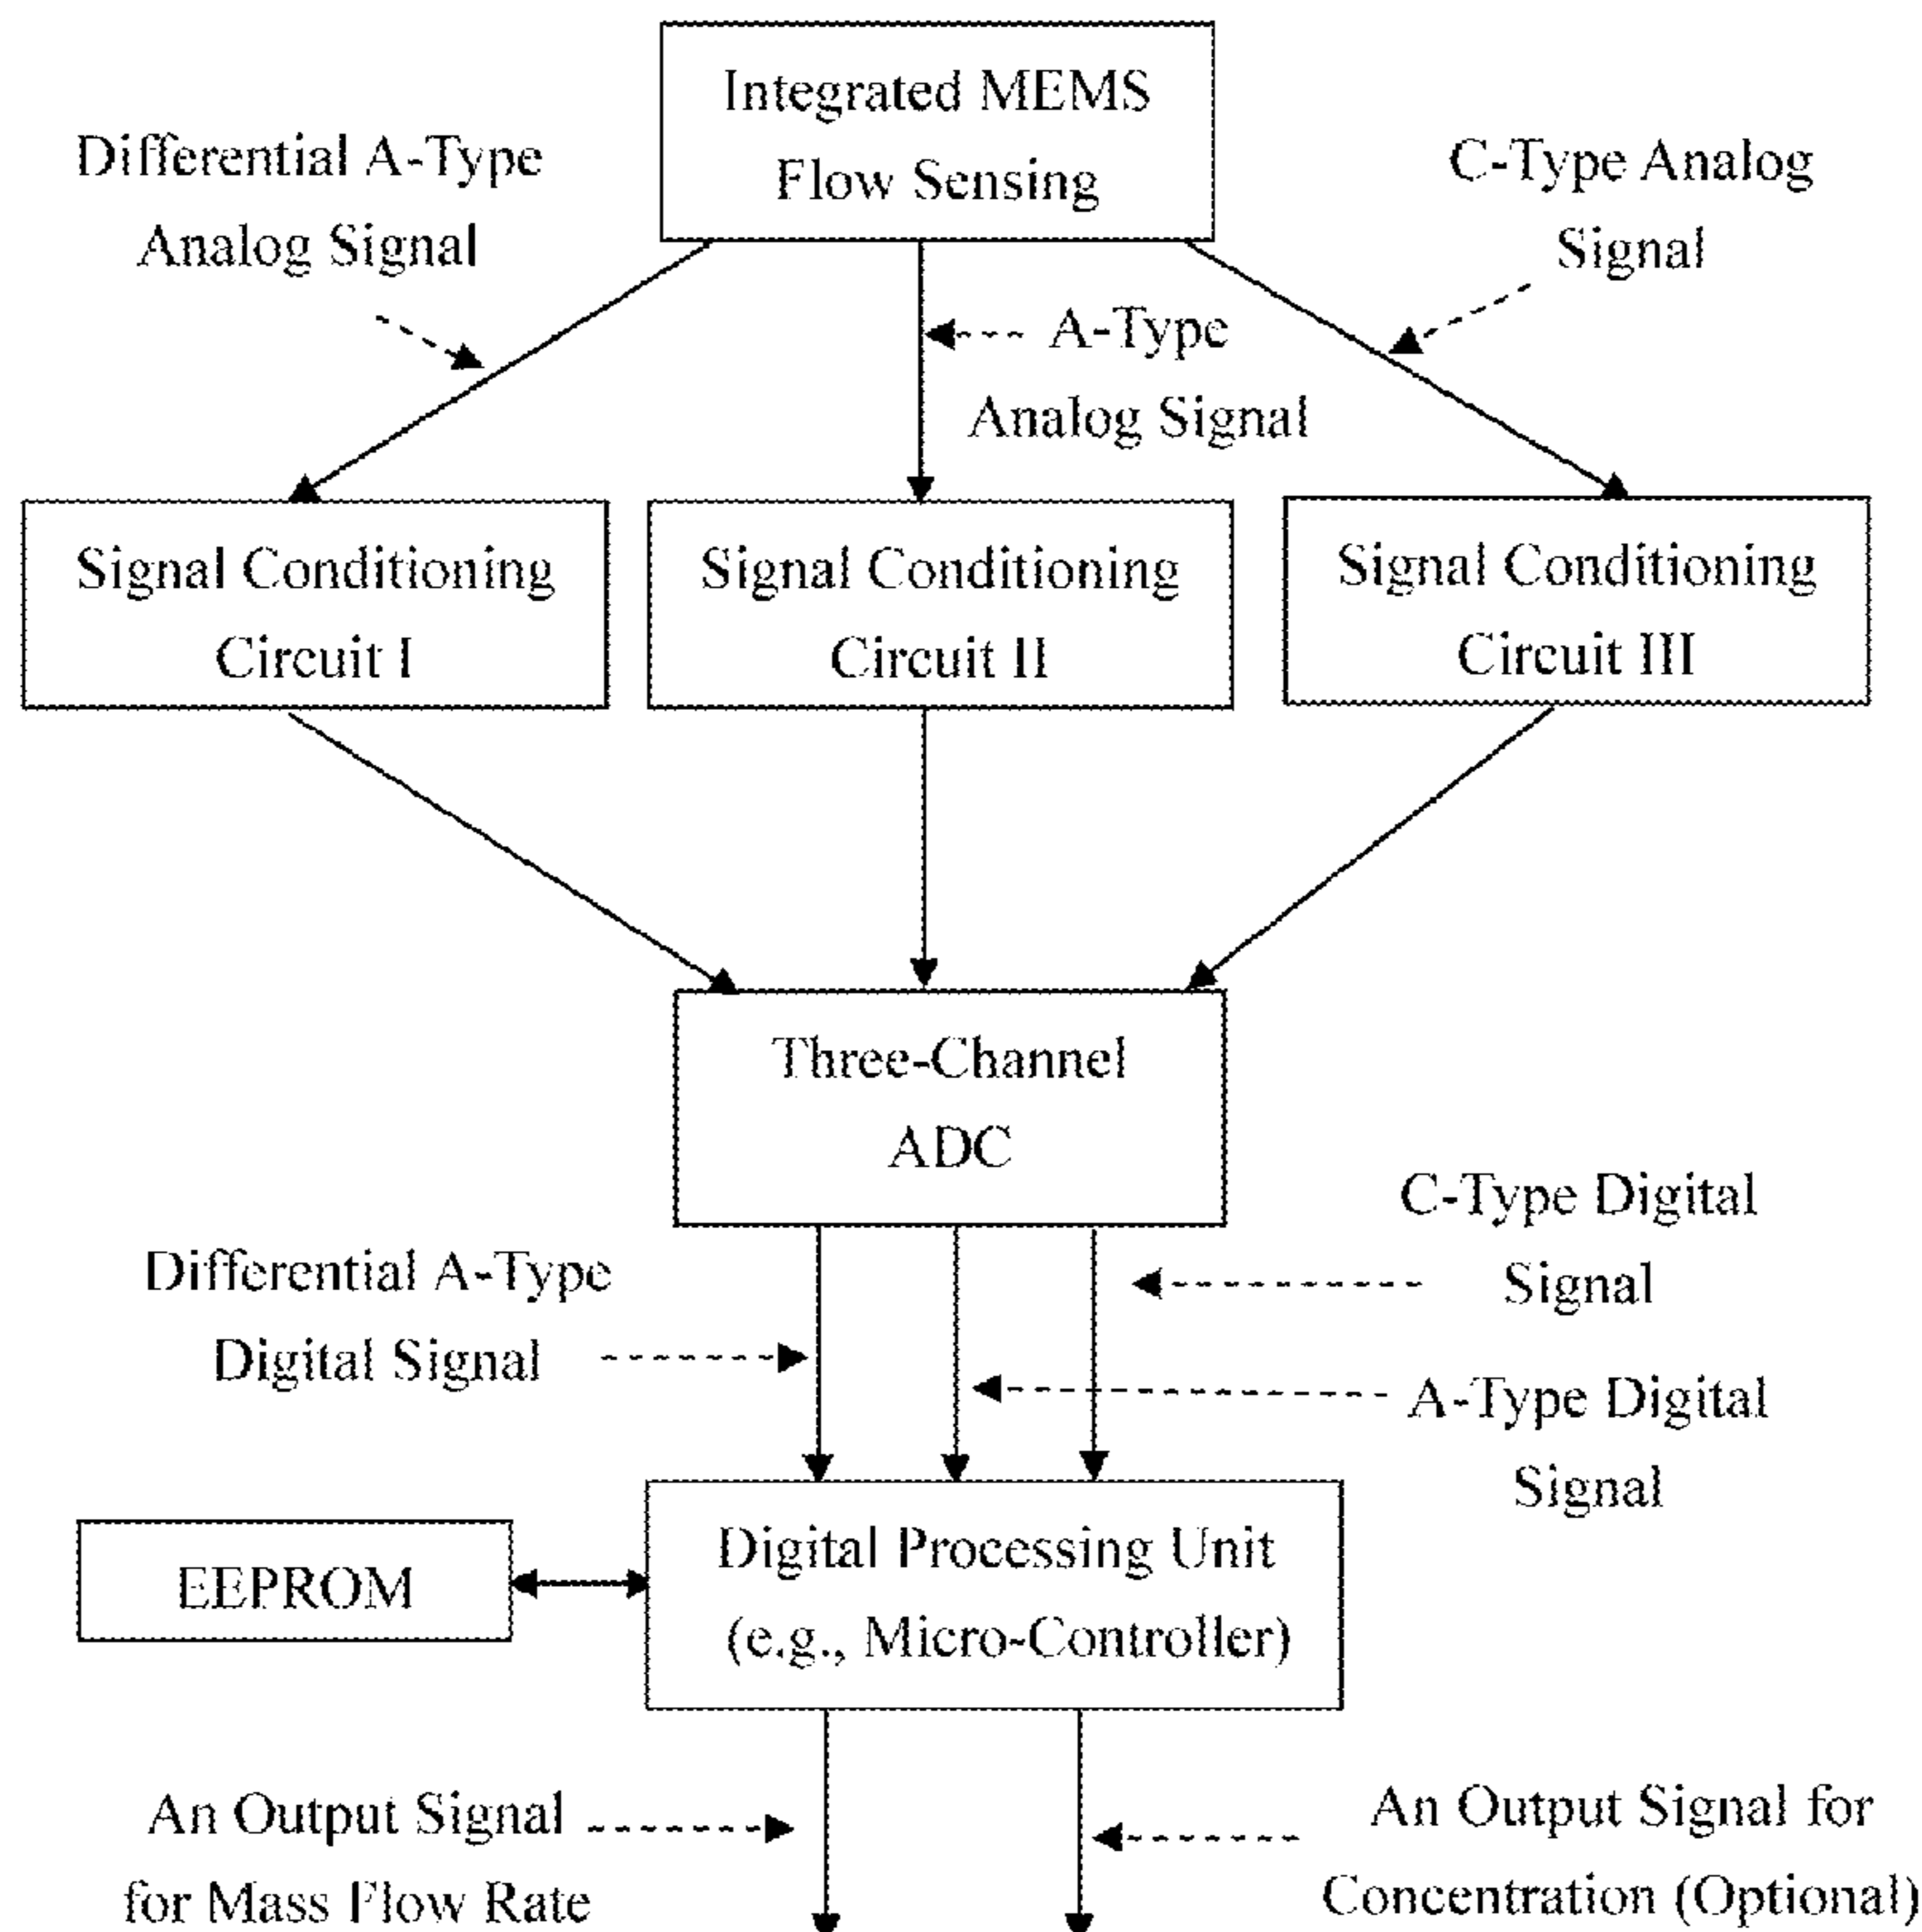 Integrated MEMS
Flow Sensing
Differential A-Type
Analog Signal
C-Type Analog
Signal
A-Type
Analog Signal
Signal Conditioning
Circuit I
Signal Conditioning
Circuit II
Signal Conditioning
Circuit III
Three-Channel
ADC
C-Type Digital
Signal
Differential A-Type
Digital Signal
A-Type Digital
Signal
EEPROM
Digital Processing Unit
(e.g., Micro-Controller)
An Output Signal
for Mass Flow Rate
An Output Signal for
Concentration (Optional)